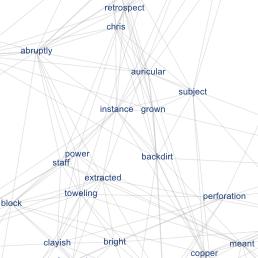 retrospect
chris
abruptly
auricular
subject
instance
grown
power
staff
backdirt
extracted
toweling
perforation
block
clayish
bright
meant
copper